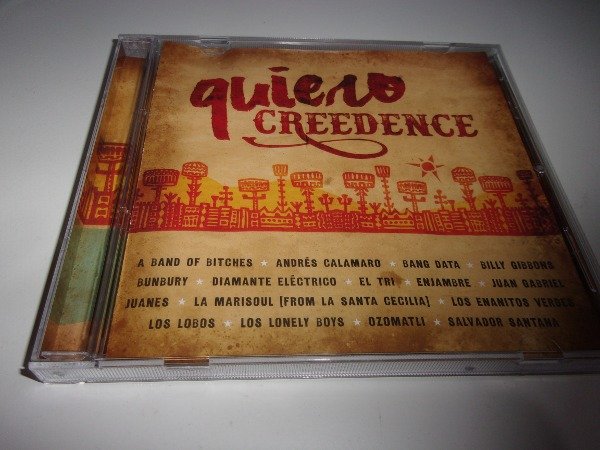 quiero
CREEDENCE
A BAND OF BITCHES ★ ANDRÉS CALAMARO ★ BANG DATA ★ BILLY GIBBONS
BUNBURY ★ DIAMANTE ELÉCTRICO ★ EL TRI ★ ENJAMBRE ★ JUAN GABRIEL
JUANES ★ LA MARISOUL [FROM LA SANTA CECILIA] ★ LOS ENANITOS VERDES
LOS LOBOS ★ LOS LONELY BOYS ★ OZOMATLI ★ SALVADOR SANTANA